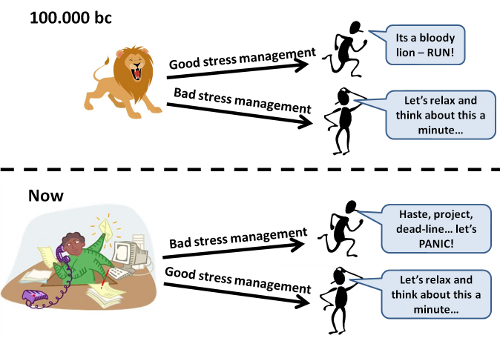 100.000 bc
Good stress management
Its a bloody
lion – RUN!
Bad stress management
Let's relax and
think about this a
minute...
Now
Bad stress management
Haste, project,
dead-line... let's
PANIC!
Good stress management
Let's relax and
think about this a
minute...